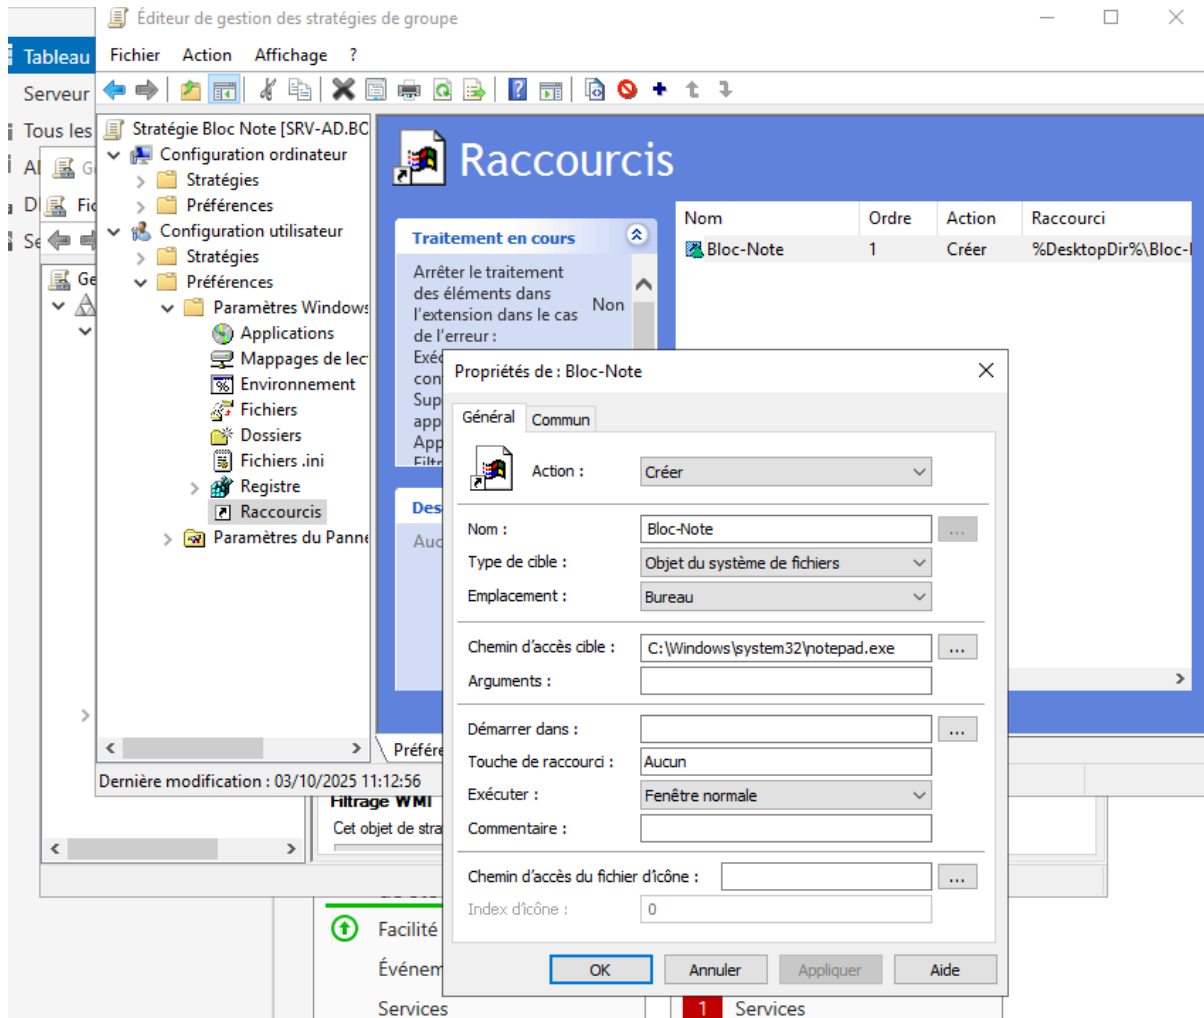 Éditeur de gestion des stratégies de groupe
Fichier Action Affichage ?
Tableau
Serveur
Tous les
Stratégie Bloc Note [SRV-AD.BC
Configuration ordinateur
Stratégies
Préférences
Configuration utilisateur
Stratégies
Préférences
Paramètres Windows
Applications
Mappages de lec
Environnement
Fichiers
Dossiers
Fichiers .ini
Registre
Raccourcis
Paramètres du Panne
Raccourcis
Traitement en cours
Arrêter le traitement
des éléments dans
l'extension dans le cas
de l'erreur :
Non
Nom Ordre Action Raccourci
Bloc-Note 1 Créer %DesktopDir%\Bloc-
Propriétés de : Bloc-Note
Général Commun
Action : Créer
Nom : Bloc-Note ...
Type de cible : Objet du système de fichiers
Emplacement : Bureau
Chemin d'accès cible : C:\Windows\system32\notepad.exe ...
Arguments :
Démarrer dans : ...
Touche de raccourci : Aucun
Exécuter : Fenêtre normale
Commentaire :
Chemin d'accès du fichier d'icône : ...
Index d'icône : 0
OK Annuler Appliquer Aide
Préfére
Dernière modification : 03/10/2025 11:12:56
Filtrage WMI
Cet objet de stra
Facilité
Événem
Services
1 Services